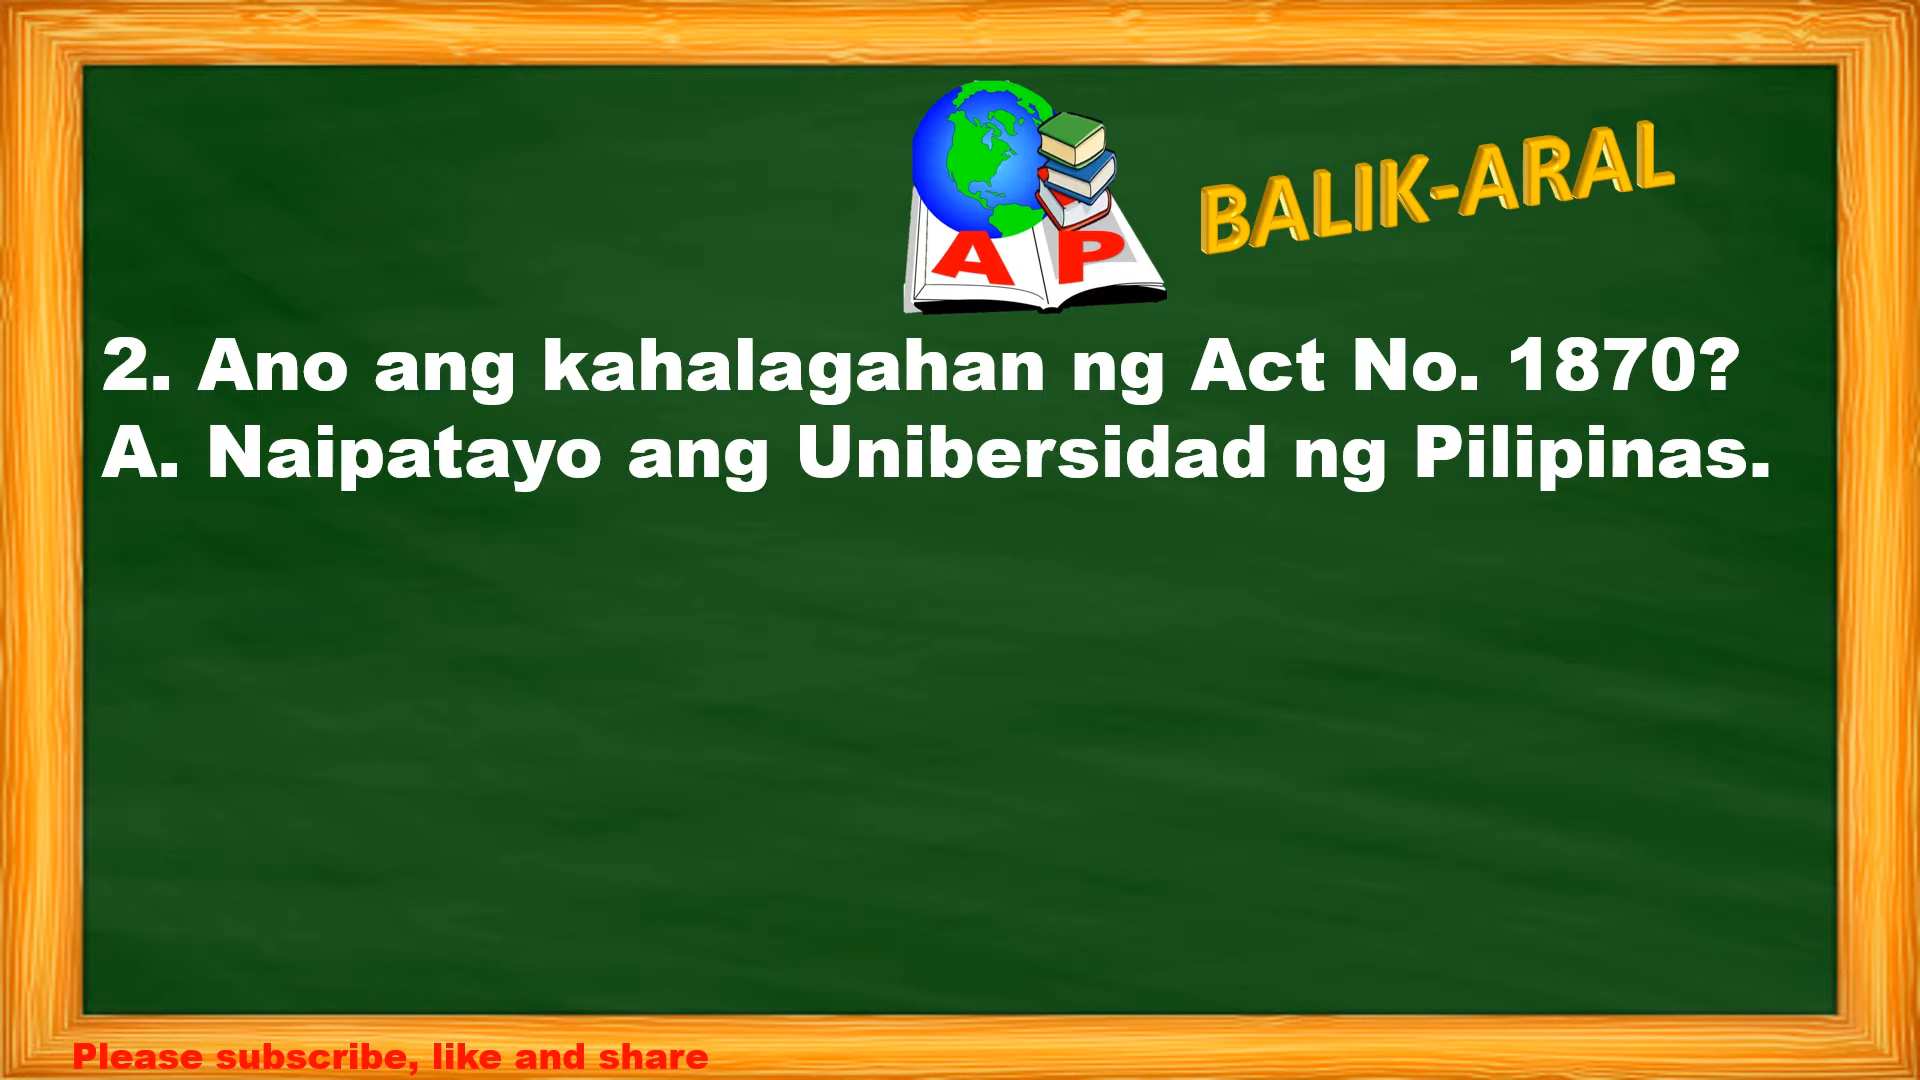 BALIK-ARAL
A P
2. Ano ang kahalagahan ng Act No. 1870?
A. Naipatayo ang Unibersidad ng Pilipinas.
Please subscribe, like and share